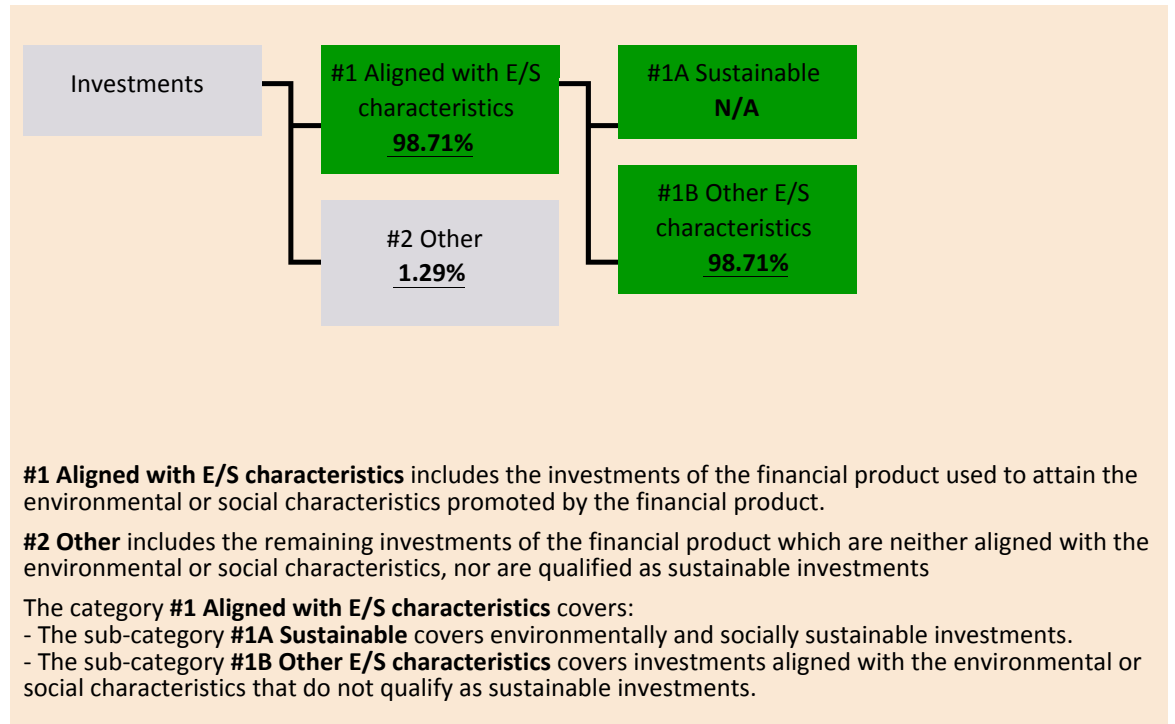 Investments
#1 Aligned with E/S
characteristics
98.71%
#2 Other
1.29%
#1A Sustainable
N/A
#1B Other E/S
characteristics
98.71%
#1 Aligned with E/S characteristics includes the investments of the financial product used to attain the
environmental or social characteristics promoted by the financial product.
#2 Other includes the remaining investments of the financial product which are neither aligned with the
environmental or social characteristics, nor are qualified as sustainable investments
The category #1 Aligned with E/S characteristics covers:
- The sub-category #1A Sustainable covers environmentally and socially sustainable investments.
- The sub-category #1B Other E/S characteristics covers investments aligned with the environmental or
social characteristics that do not qualify as sustainable investments.